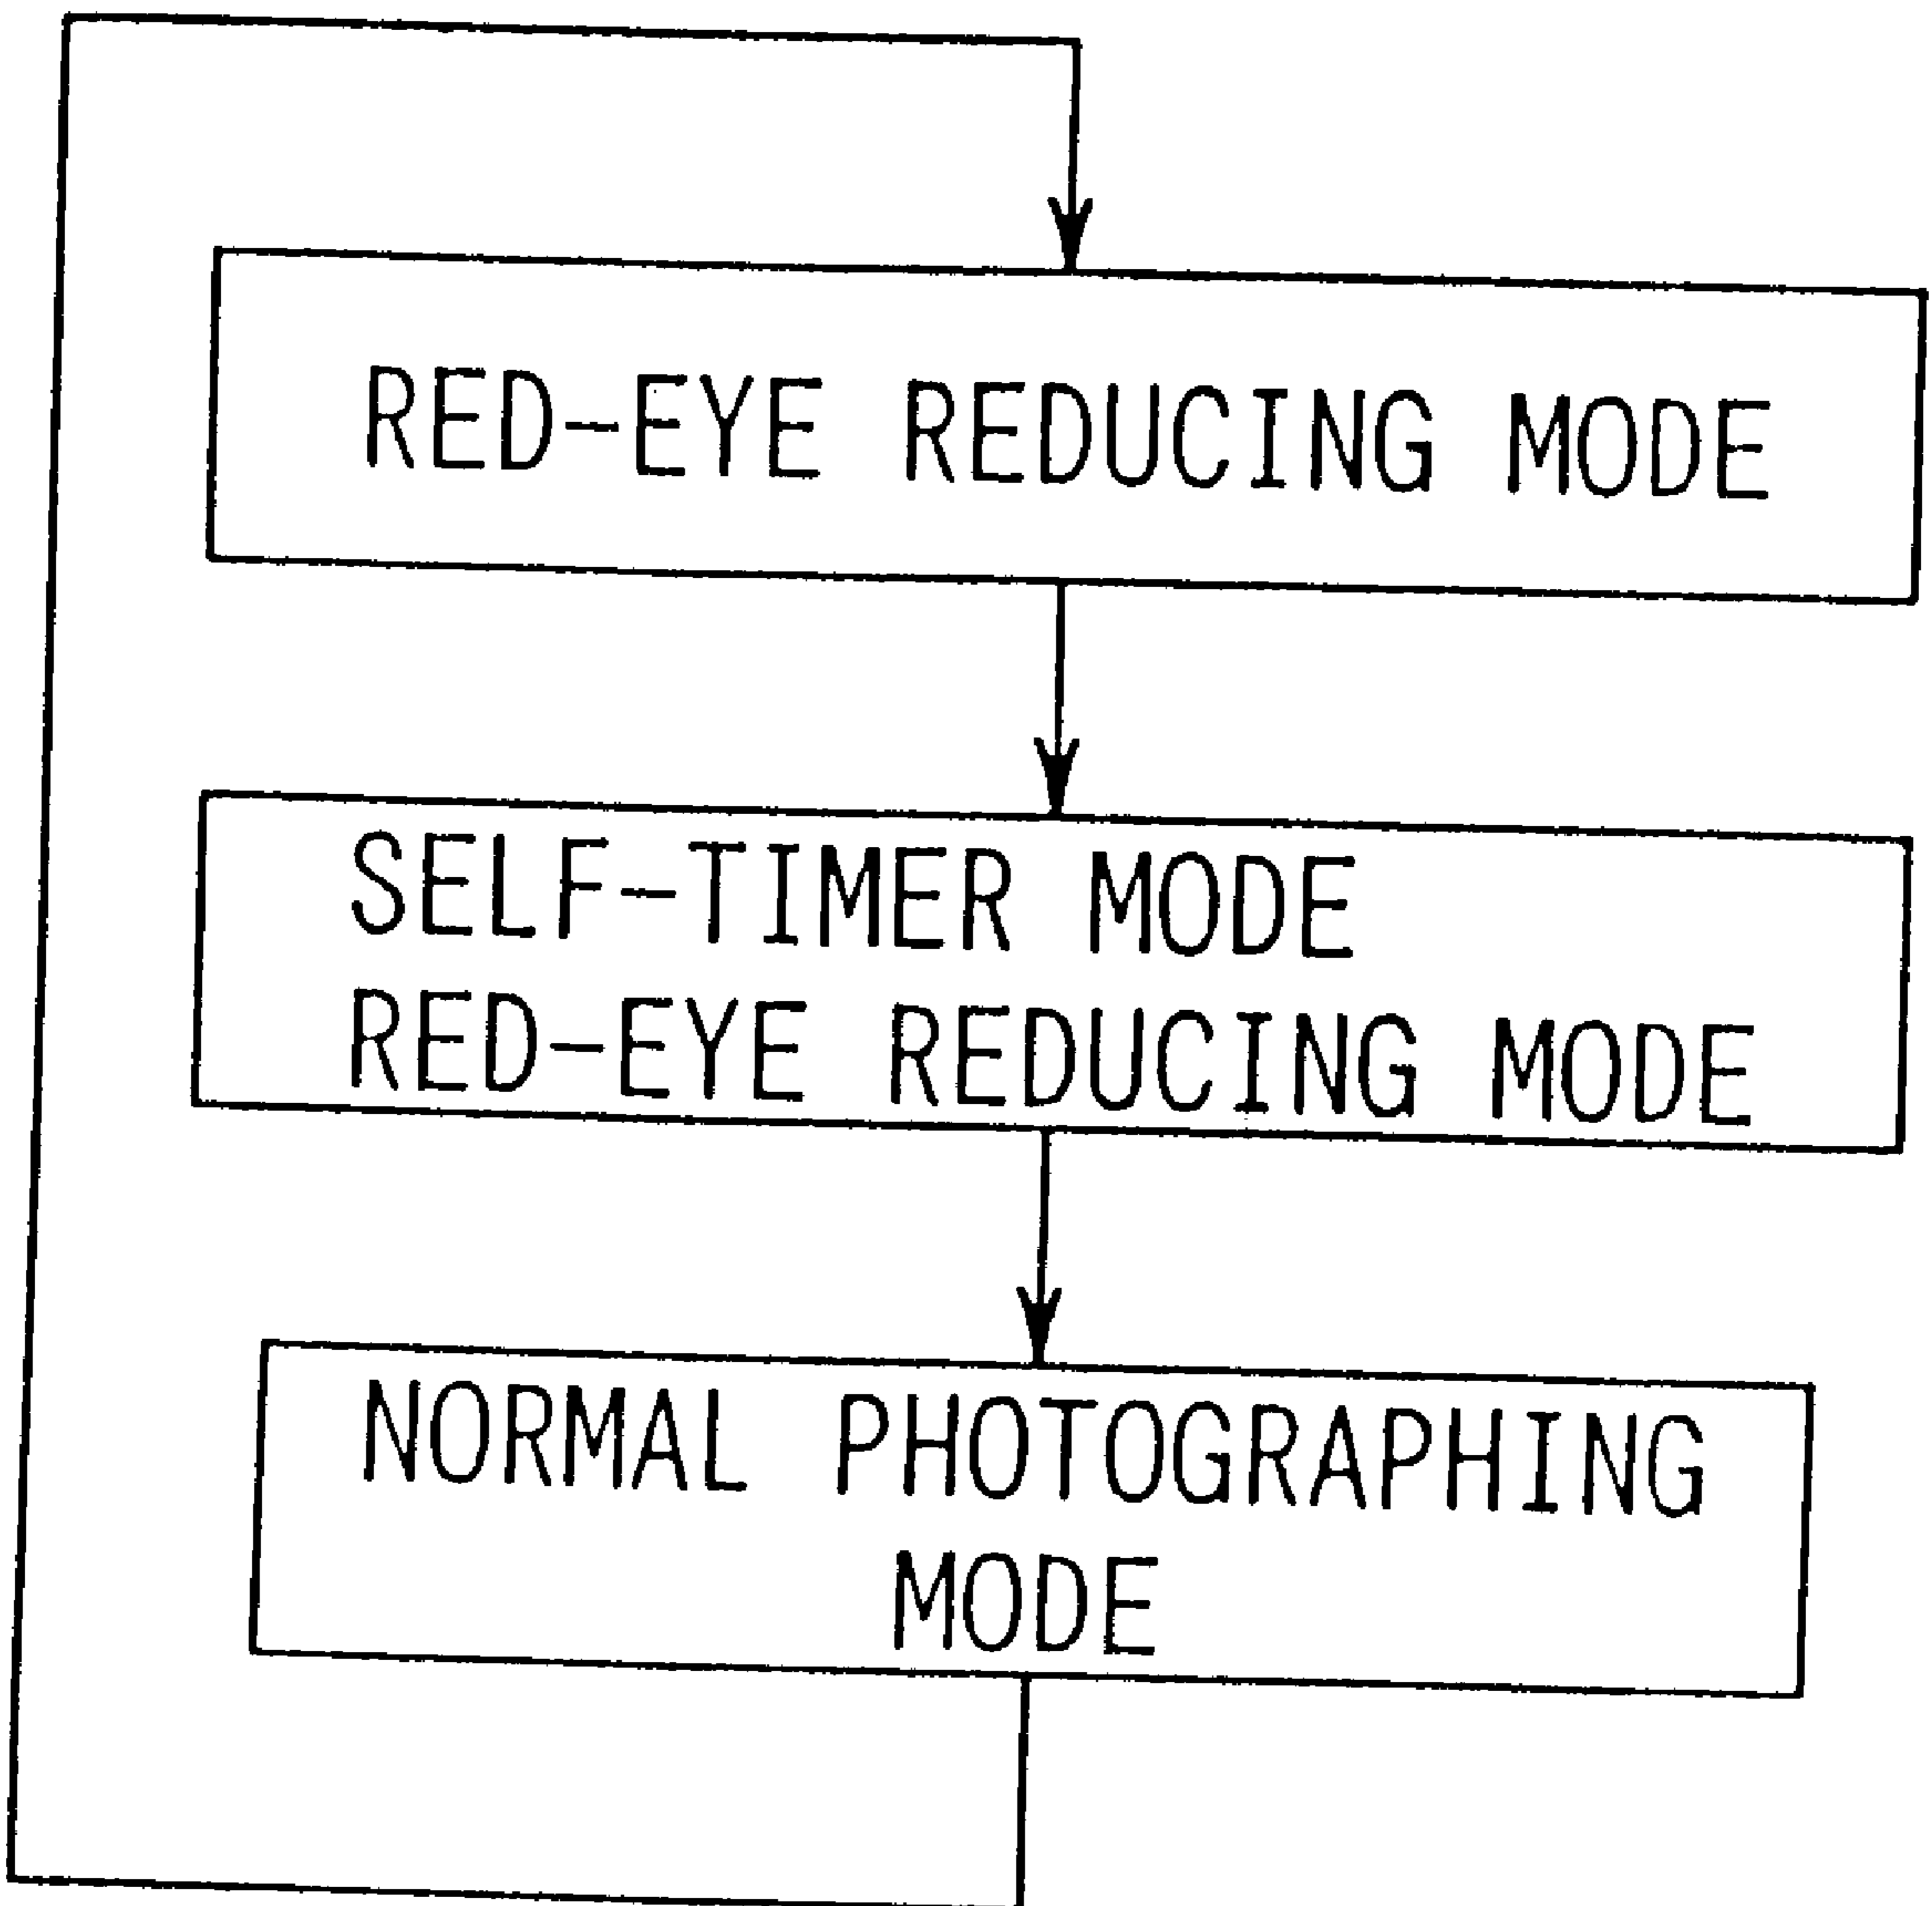 RED-EYE REDUCING MODE
SELF-TIMER MODE
RED-EYE REDUCING MODE
NORMAL PHOTOGRAPHING
MODE